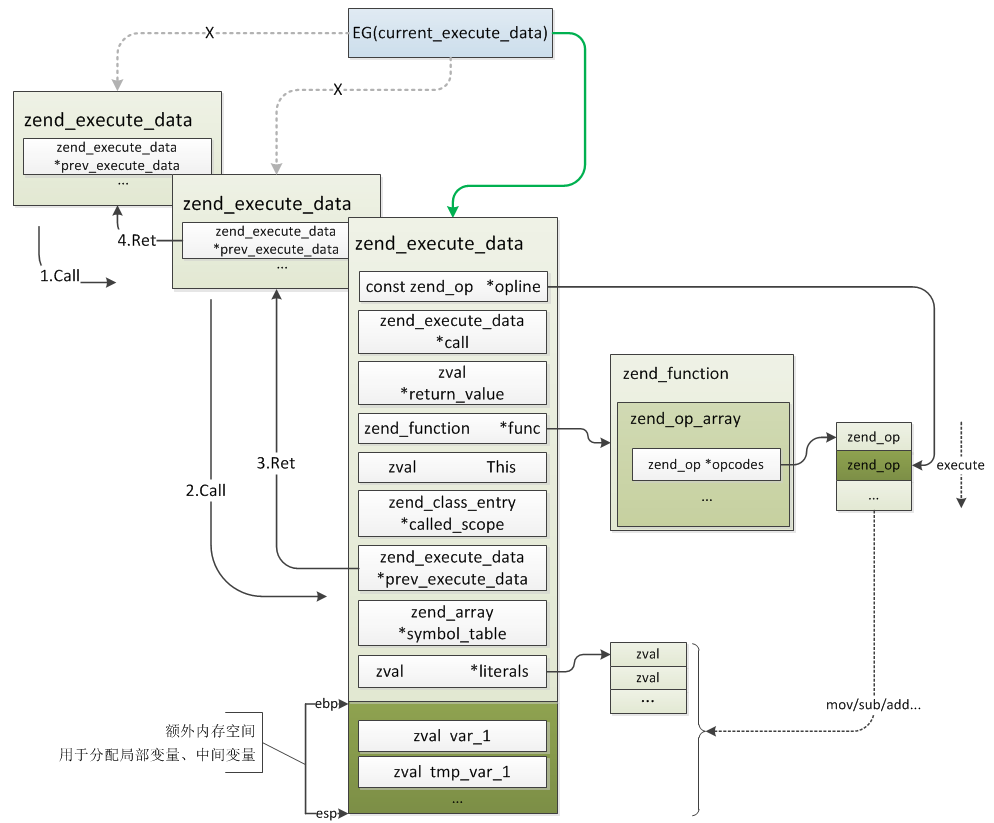 EG(current_execute_data)
X
X
zend_execute_data
zend_execute_data
*prev_execute_data
...
zend_execute_data
zend_execute_data
*prev_execute_data
...
4.Ret
1.Call
zend_execute_data
const zend_op *opline
zend_execute_data
*call
zval
*return_value
zend_function *func
zval This
zend_class_entry
*called_scope
zend_execute_data
*prev_execute_data
zend_array
*symbol_table
zval *literals
3.Ret
2.Call
zend_function
zend_op_array
zend_op *opcodes
...
zend_op
zend_op
...
execute
zval
zval
...
mov/sub/add...
ebp
额外内存空间
用于分配局部变量、中间变量
zval var_1
zval tmp_var_1
...
esp